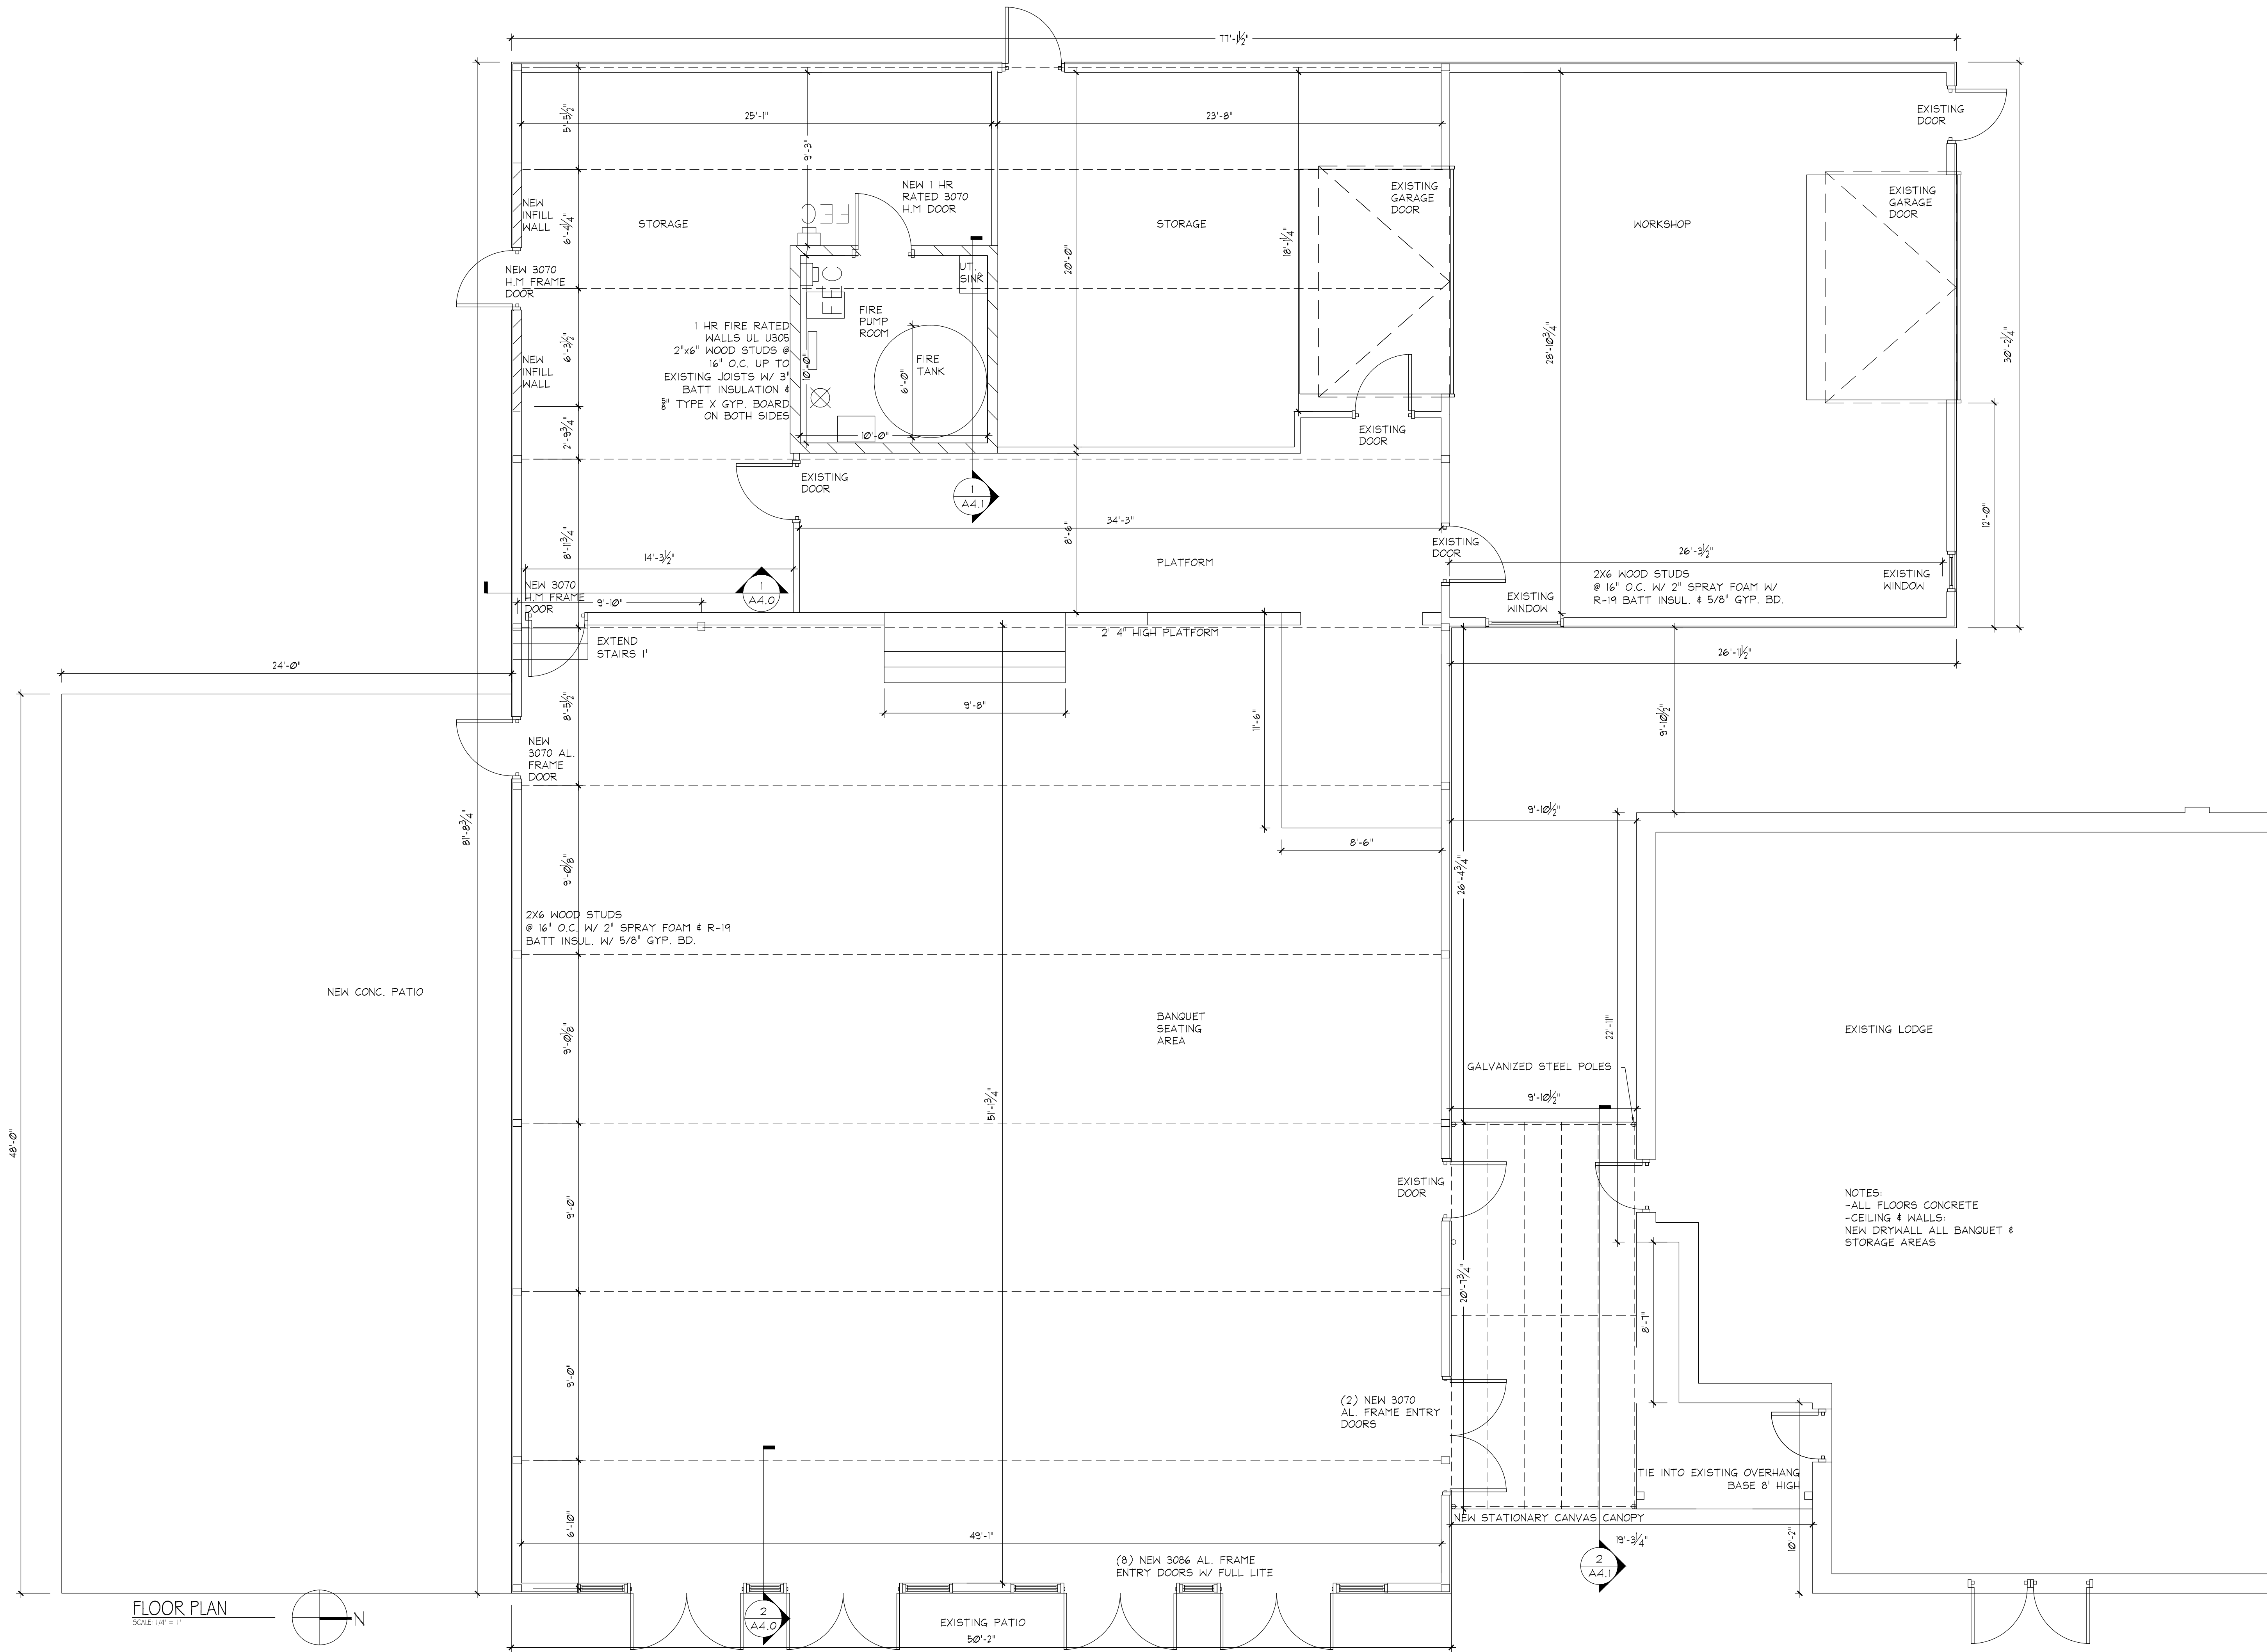 77'-1½"
25'-1"
23'-8"
5'-5½"
9'-3"
EXISTING
DOOR
NEW
INFILL
WALL
6'-4¼"
STORAGE
FEC
NEW 1 HR
RATED 3070
H.M DOOR
STORAGE
20'-0"
18'-1¼"
EXISTING
GARAGE
DOOR
WORKSHOP
EXISTING
GARAGE
DOOR
NEW 3070
H.M FRAME
DOOR
UT.
SINK
FEC
FIRE
PUMP
ROOM
FIRE
TANK
6'-0"
10'-0"
10'-0"
1 HR FIRE RATED
WALLS UL U305
2"x6" WOOD STUDS @
16" O.C. UP TO
EXISTING JOISTS W/ 3"
BATT INSULATION &
⅝" TYPE X GYP. BOARD
ON BOTH SIDES
NEW
INFILL
WALL
6'-3½"
28'-10¾"
30'-2¼"
2'-9¾"
EXISTING
DOOR
EXISTING
DOOR
1
A4.1
34'-3"
12'-0"
8'-11¾"
8'-6"
14'-3½"
PLATFORM
EXISTING
DOOR
26'-3½"
2X6 WOOD STUDS
@ 16" O.C. W/ 2" SPRAY FOAM W/
R-19 BATT INSUL. & 5/8" GYP. BD.
EXISTING
WINDOW
EXISTING
WINDOW
NEW 3070
H.M FRAME
DOOR
9'-10"
1
A4.0
2' 4" HIGH PLATFORM
EXTEND
STAIRS 1'
24'-0"
26'-11½"
8'-5½"
9'-8"
11'-6"
9'-10½"
NEW
3070 AL.
FRAME
DOOR
81'-8¾"
9'-10½"
8'-6"
9'-0⅛"
26'-4¾"
2X6 WOOD STUDS
@ 16" O.C. W/ 2" SPRAY FOAM & R-19
BATT INSUL. W/ 5/8" GYP. BD.
NEW CONC. PATIO
9'-0⅛"
BANQUET
SEATING
AREA
22'-11"
EXISTING LODGE
GALVANIZED STEEL POLES
9'-10½"
51'-1¾"
48'-0"
EXISTING
DOOR
9'-0"
NOTES:
-ALL FLOORS CONCRETE
-CEILING & WALLS:
NEW DRYWALL ALL BANQUET &
STORAGE AREAS
20'-7¾"
8'-7"
9'-0"
(2) NEW 3070
AL. FRAME ENTRY
DOORS
TIE INTO EXISTING OVERHANG
BASE 8' HIGH
NEW STATIONARY CANVAS CANOPY
6'-10"
49'-1"
19'-3¾"
10'-2"
(8) NEW 3086 AL. FRAME
ENTRY DOORS W/ FULL LITE
2
A4.1
2
A4.0
EXISTING PATIO
50'-2"
FLOOR PLAN
SCALE: 1/4" = 1'
N